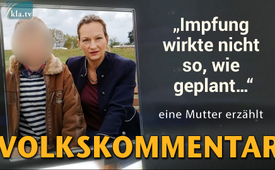 kla.tv
„Impfung
wirkte nicht
so, wie
geplant…“
eine Mutter erzählt
VOLKSKOMMENTAR